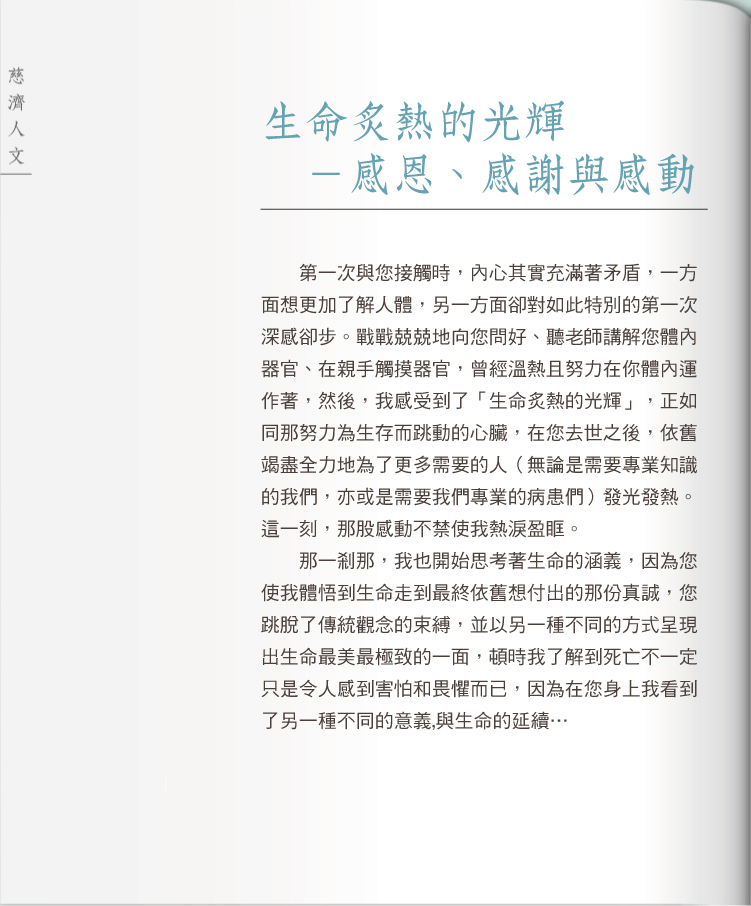 慈濟人文
生命炙熱的光輝
－感恩、感謝與感動
第一次與您接觸時，內心其實充滿著矛盾，一方
面想更加了解人體，另一方面卻對如此特別的第一次
深感卻步。戰戰兢兢地向您問好、聽老師講解您體內
器官、在親手觸摸器官，曾經溫熱且努力在你體內運
作著，然後，我感受到了「生命炙熱的光輝」，正如
同那努力為生存而跳動的心臟，在您去世之後，依舊
竭盡全力地為了更多需要的人（無論是需要專業知識
的我們，亦或是需要我們專業的病患們）發光發熱。
這一刻，那股感動不禁使我熱淚盈眶。
那一剎那，我也開始思考著生命的涵義，因為您
使我體悟到生命走到最終依舊想付出的那份真誠，您
跳脫了傳統觀念的束縛，並以另一種不同的方式呈現
出生命最美最極致的一面，頓時我了解到死亡不一定
只是令人感到害怕和畏懼而已，因為在您身上我看到
了另一種不同的意義,與生命的延續…